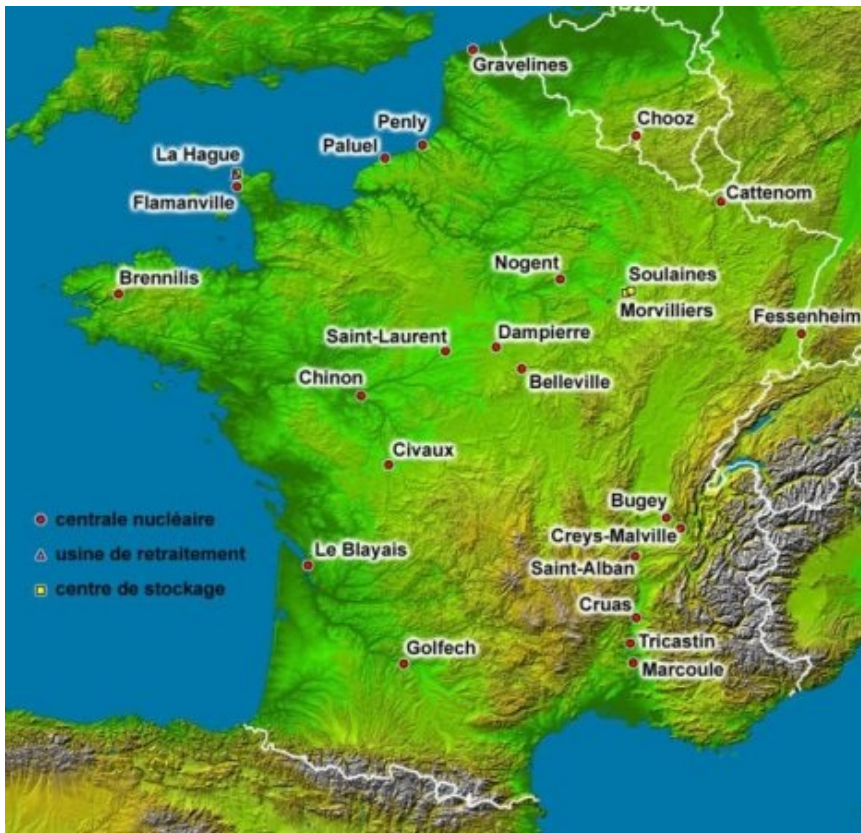 Gravelines
Chooz
Penly
Paluel
La Hague
Cattenom
Flamanville
Nogent
Soulaines
Brennilis
Morvilliers
Fessenheim
Saint-Laurent
Dampierre
Belleville
Chinon
Civaux
Bugey
centrale nucléaire
Creys-Malville
usine de retraitement
Le Blayais
Saint-Alban
centre de stockage
Cruas
Golfech
Tricastin
Marcoule